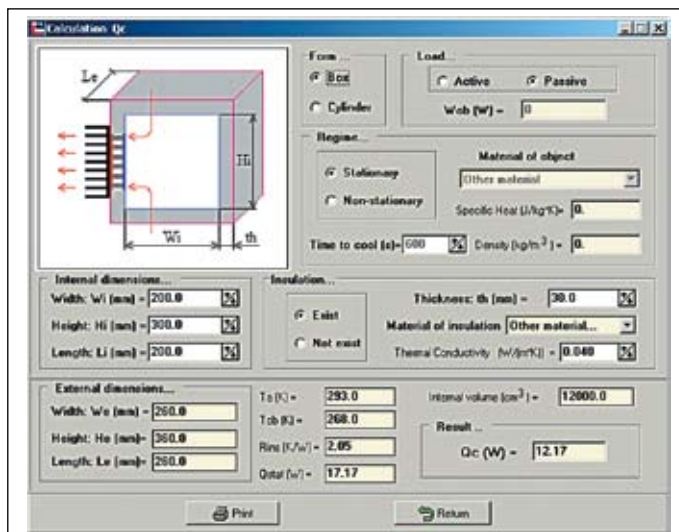 Calculation Qc
Le
Hi
Wi
th
Form...
Box
Cylinder
Load...
Active
Passive
Wob (W) =
0
Regime...
Stationary
Non-stationary
Material of object
Other material
Specific Heat (J/kg*K)=
0.
Time to cool (s)=
600
Density (kg/m³) =
0.
Internal dimensions...
Width: Wi (mm) =
200.0
Height: Hi (mm) =
300.0
Length: Li (mm) =
200.0
Insulation...
Exist
Not exist
Thickness: th (mm) =
30.0
Material of insulation
Other material...
Thermal Conductivity (W/(m*K)) =
0.040
External dimensions...
Width: We (mm) =
260.0
Height: He (mm)=
360.0
Length: Le (mm)=
260.0
Ta (K) =
293.0
Tob (K) =
268.0
Rins (K/W) =
2.05
Qstat (W) =
17.17
Internal volume (cm³) =
12000.0
Result ...
Qc (W) =
12.17
Print
Return